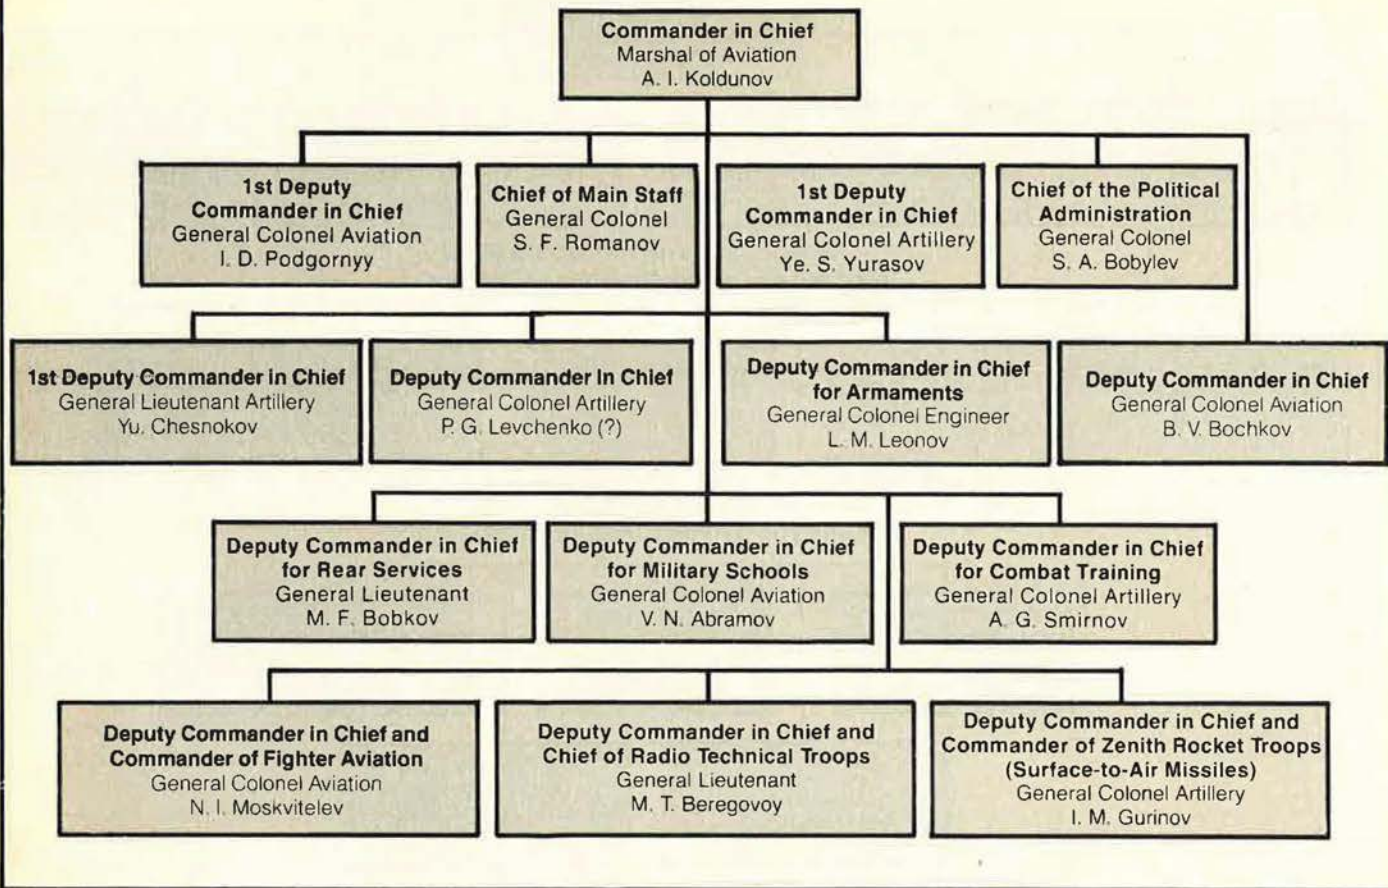 Commander in Chief
Marshal of Aviation
A. I. Koldunov
1st Deputy
Commander in Chief
General Colonel Aviation
I. D. Podgornyy
Chief of Main Staff
General Colonel
S. F. Romanov
1st Deputy
Commander in Chief
General Colonel Artillery
Ye. S. Yurasov
Chief of the Political
Administration
General Colonel
S. A. Bobylev
1st Deputy Commander in Chief
General Lieutenant Artillery
Yu. Chesnokov
Deputy Commander in Chief
General Colonel Artillery
P. G. Levchenko (?)
Deputy Commander in Chief
for Armaments
General Colonel Engineer
L. M. Leonov
Deputy Commander in Chief
General Colonel Aviation
B. V. Bochkov
Deputy Commander in Chief
for Rear Services
General Lieutenant
M. F. Bobkov
Deputy Commander in Chief
for Military Schools
General Colonel Aviation
V. N. Abramov
Deputy Commander in Chief
for Combat Training
General Colonel Artillery
A. G. Smirnov
Deputy Commander in Chief and
Commander of Fighter Aviation
General Colonel Aviation
N. I. Moskvitelev
Deputy Commander in Chief and
Chief of Radio Technical Troops
General Lieutenant
M. T. Beregovoy
Deputy Commander in Chief and
Commander of Zenith Rocket Troops
(Surface-to-Air Missiles)
General Colonel Artillery
I. M. Gurinov